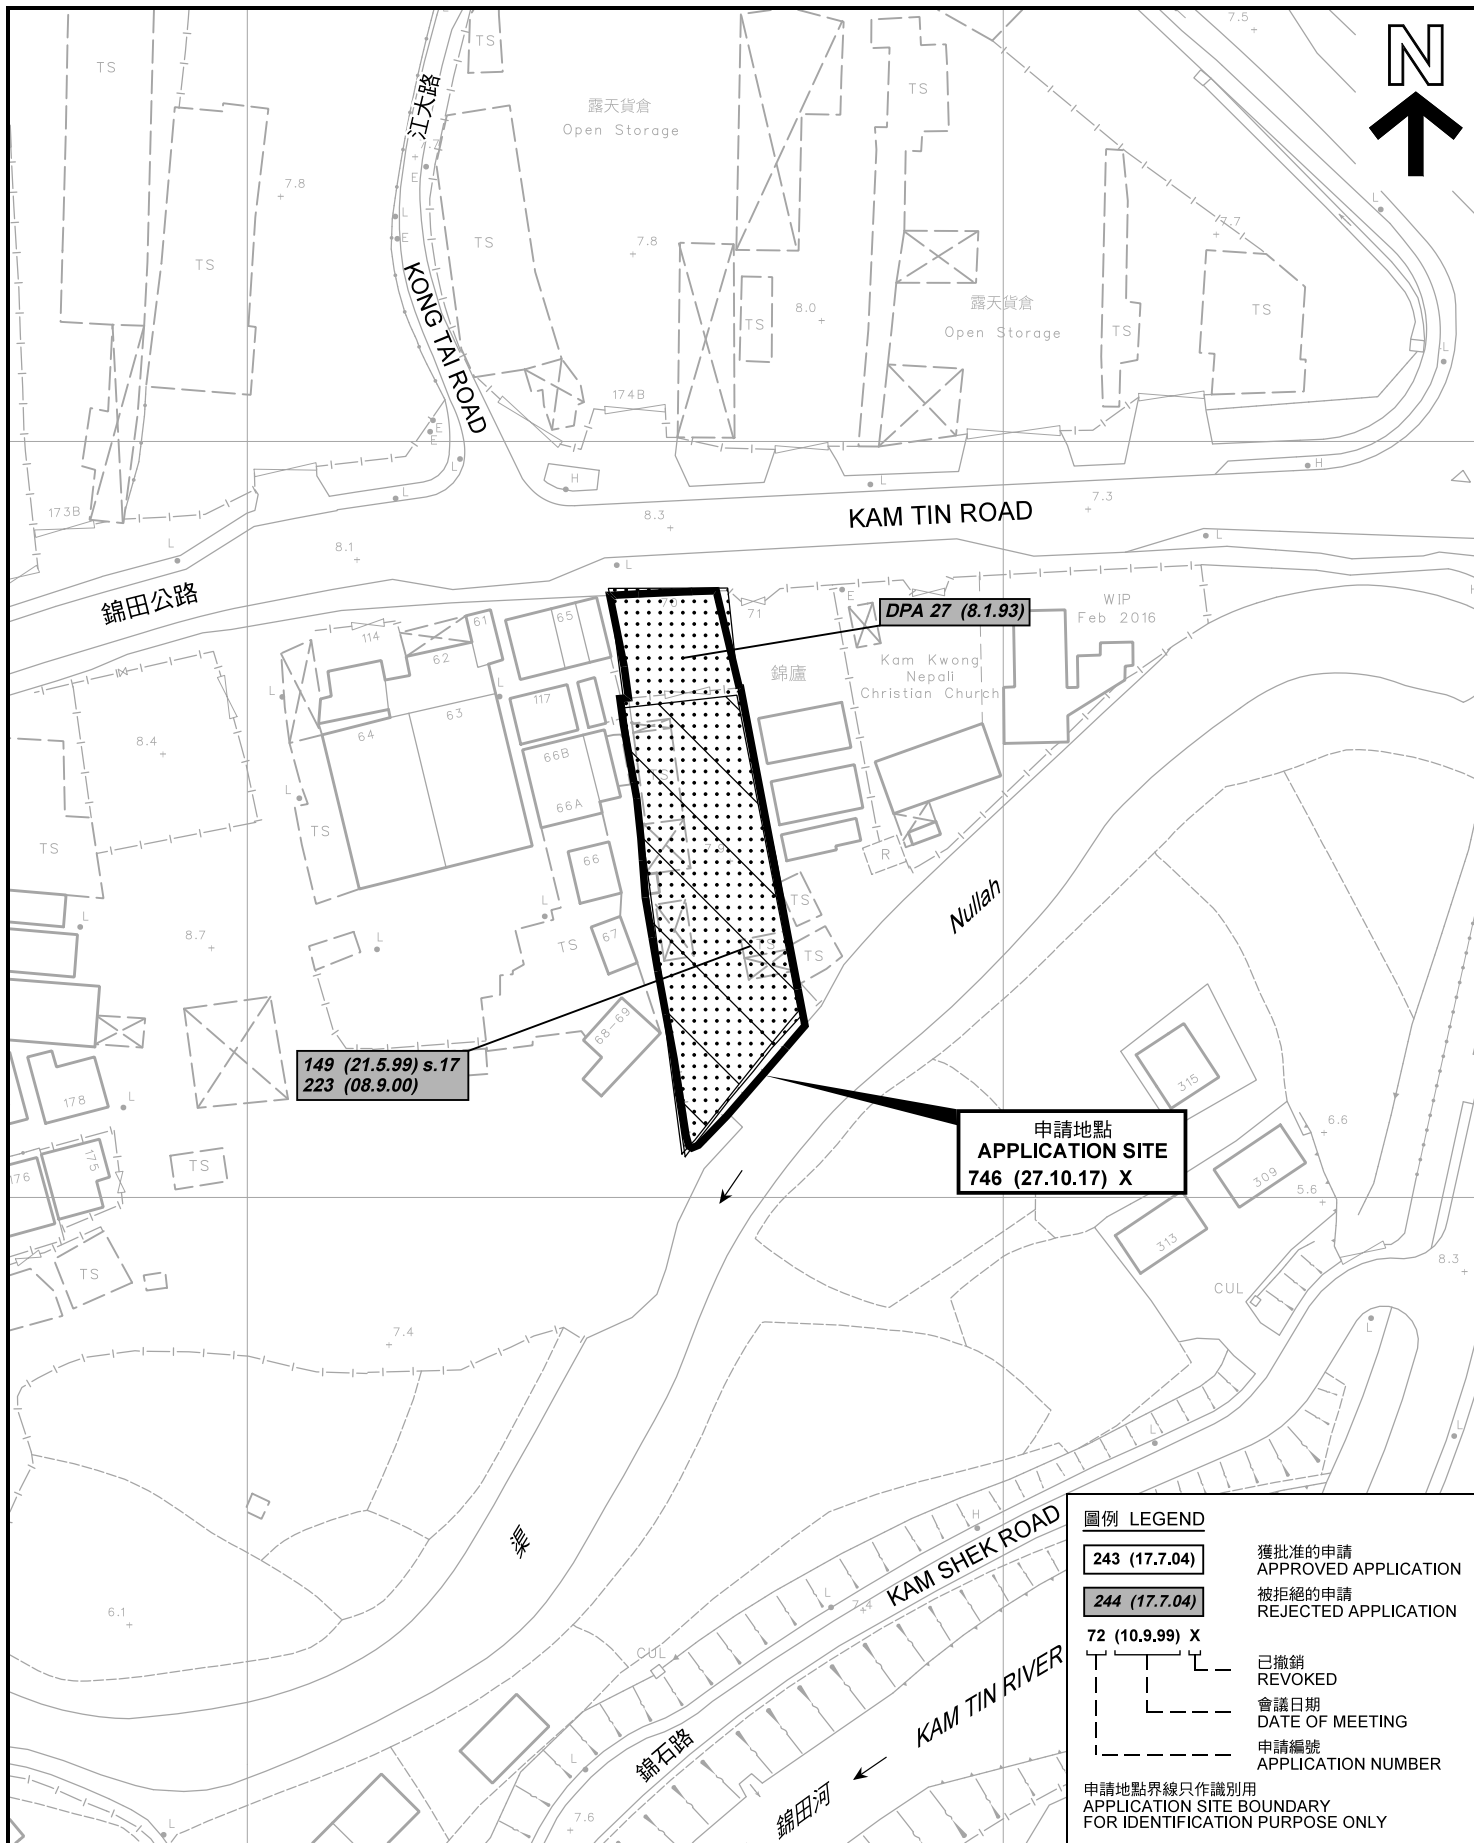 7.5
TS
TS
N
TS
江大路
露天貨倉
Open Storage
7.7
E
7.8
L
L
E
TS
TS
7.8
7.7
KONG TAI ROAD
8.0
露天貨倉
Open Storage
TS
TS
TS
L
174B
E
E
L
L
H
L
H
173B
8.3
KAM TIN ROAD
7.3
L
8.1
L
L
錦田公路
70
71
E
DPA 27 (8.1.93)
WIP
Feb 2016
114
61
62
65
錦廬
Kam Kwong
Nepali
Christian Church
L
L
117
63
64
8.4
66B
TS
66A
L
TS
TS
7.9
66
R
Nullah
TS
L
L
67
8.7
L
TS
TS
TS
68-69
149 (21.5.99) s.17
223 (08.9.00)
178
L
315
申請地點
APPLICATION SITE
746 (27.10.17) X
6.6
175
176
TS
309
5.6
313
TS
CUL
8.3
7.4
L
L
L
渠
H
KAM SHEK ROAD
6.1
L
7.4
CUL
KAM TIN RIVER
錦石路
L
錦田河
7.6
L
圖例 LEGEND
243 (17.7.04)
獲批准的申請
APPROVED APPLICATION
244 (17.7.04)
被拒絕的申請
REJECTED APPLICATION
72 (10.9.99) X
已撤銷
REVOKED
會議日期
DATE OF MEETING
申請編號
APPLICATION NUMBER
申請地點界線只作識別用
APPLICATION SITE BOUNDARY
FOR IDENTIFICATION PURPOSE ONLY